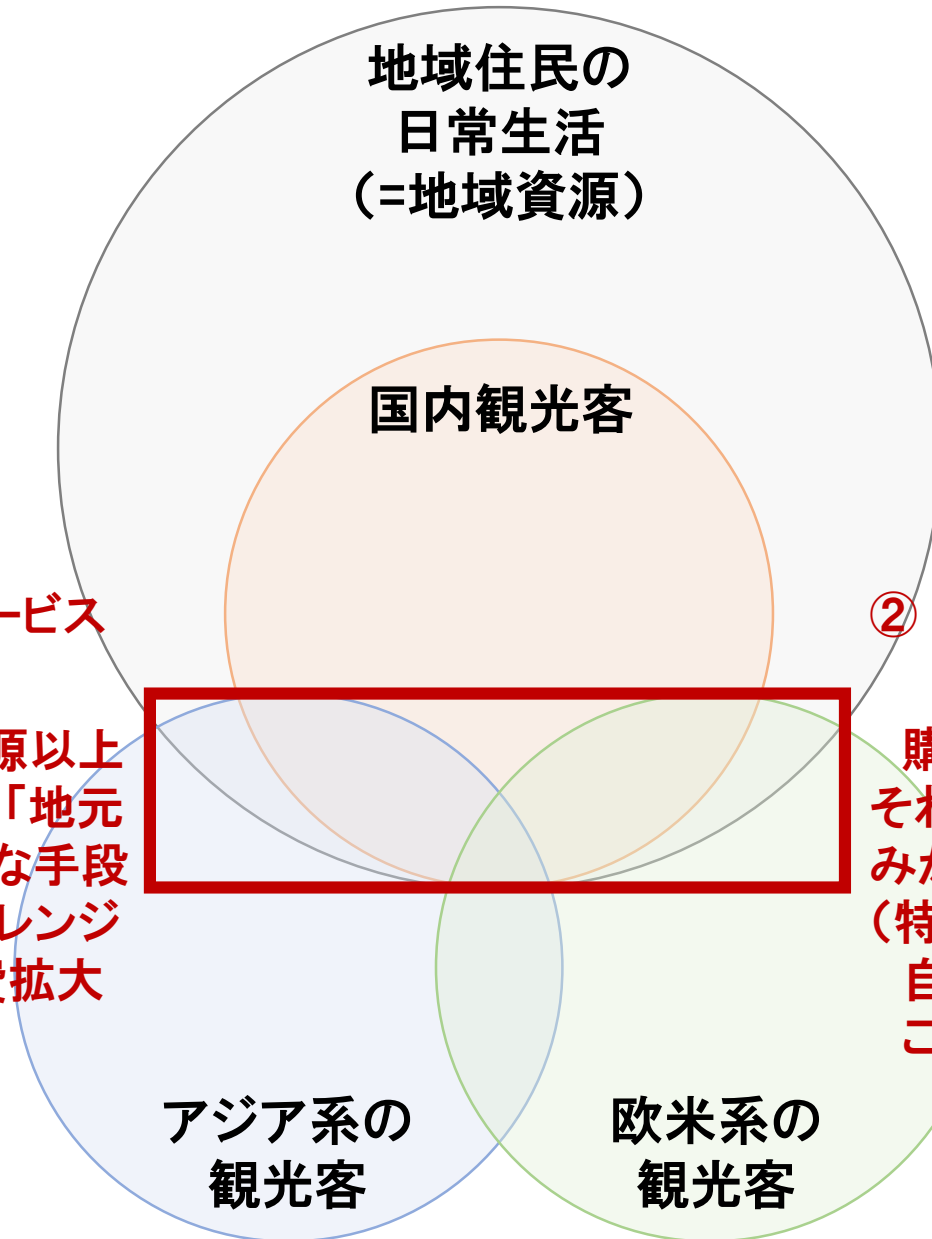 地域住民の
日常生活
（=地域資源）
国内観光客
ービス
源以上
「地元
な手段
レンジ
拡大
②
購
それ
みか
（特
自
こ
アジア系の
観光客
欧米系の
観光客